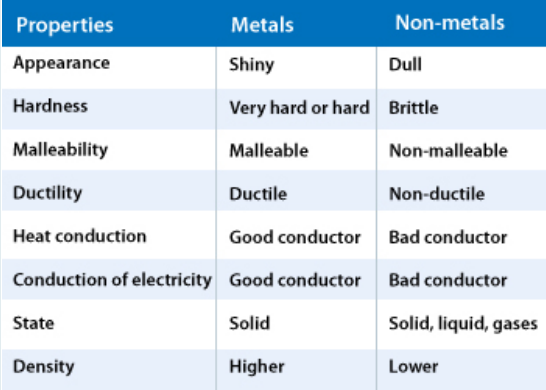 Properties Metals Non-metals
Appearance Shiny Dull
Hardness Very hard or hard Brittle
Malleability Malleable Non-malleable
Ductility Ductile Non-ductile
Heat conduction Good conductor Bad conductor
Conduction of electricity Good conductor Bad conductor
State Solid Solid, liquid, gases
Density Higher Lower